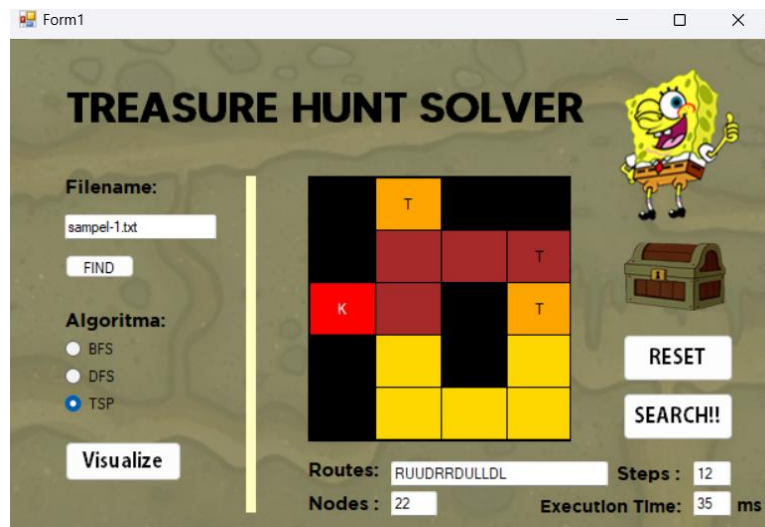 Form1
TREASURE HUNT SOLVER
Filename:
sampel-1.txt
FIND
Algoritma:
BFS
DFS
TSP
Visualize
T
T
K T
RESET
SEARCH!!
Routes: RUUDRRDULLDL Steps : 12
Nodes : 22 Execution Time: 35 ms